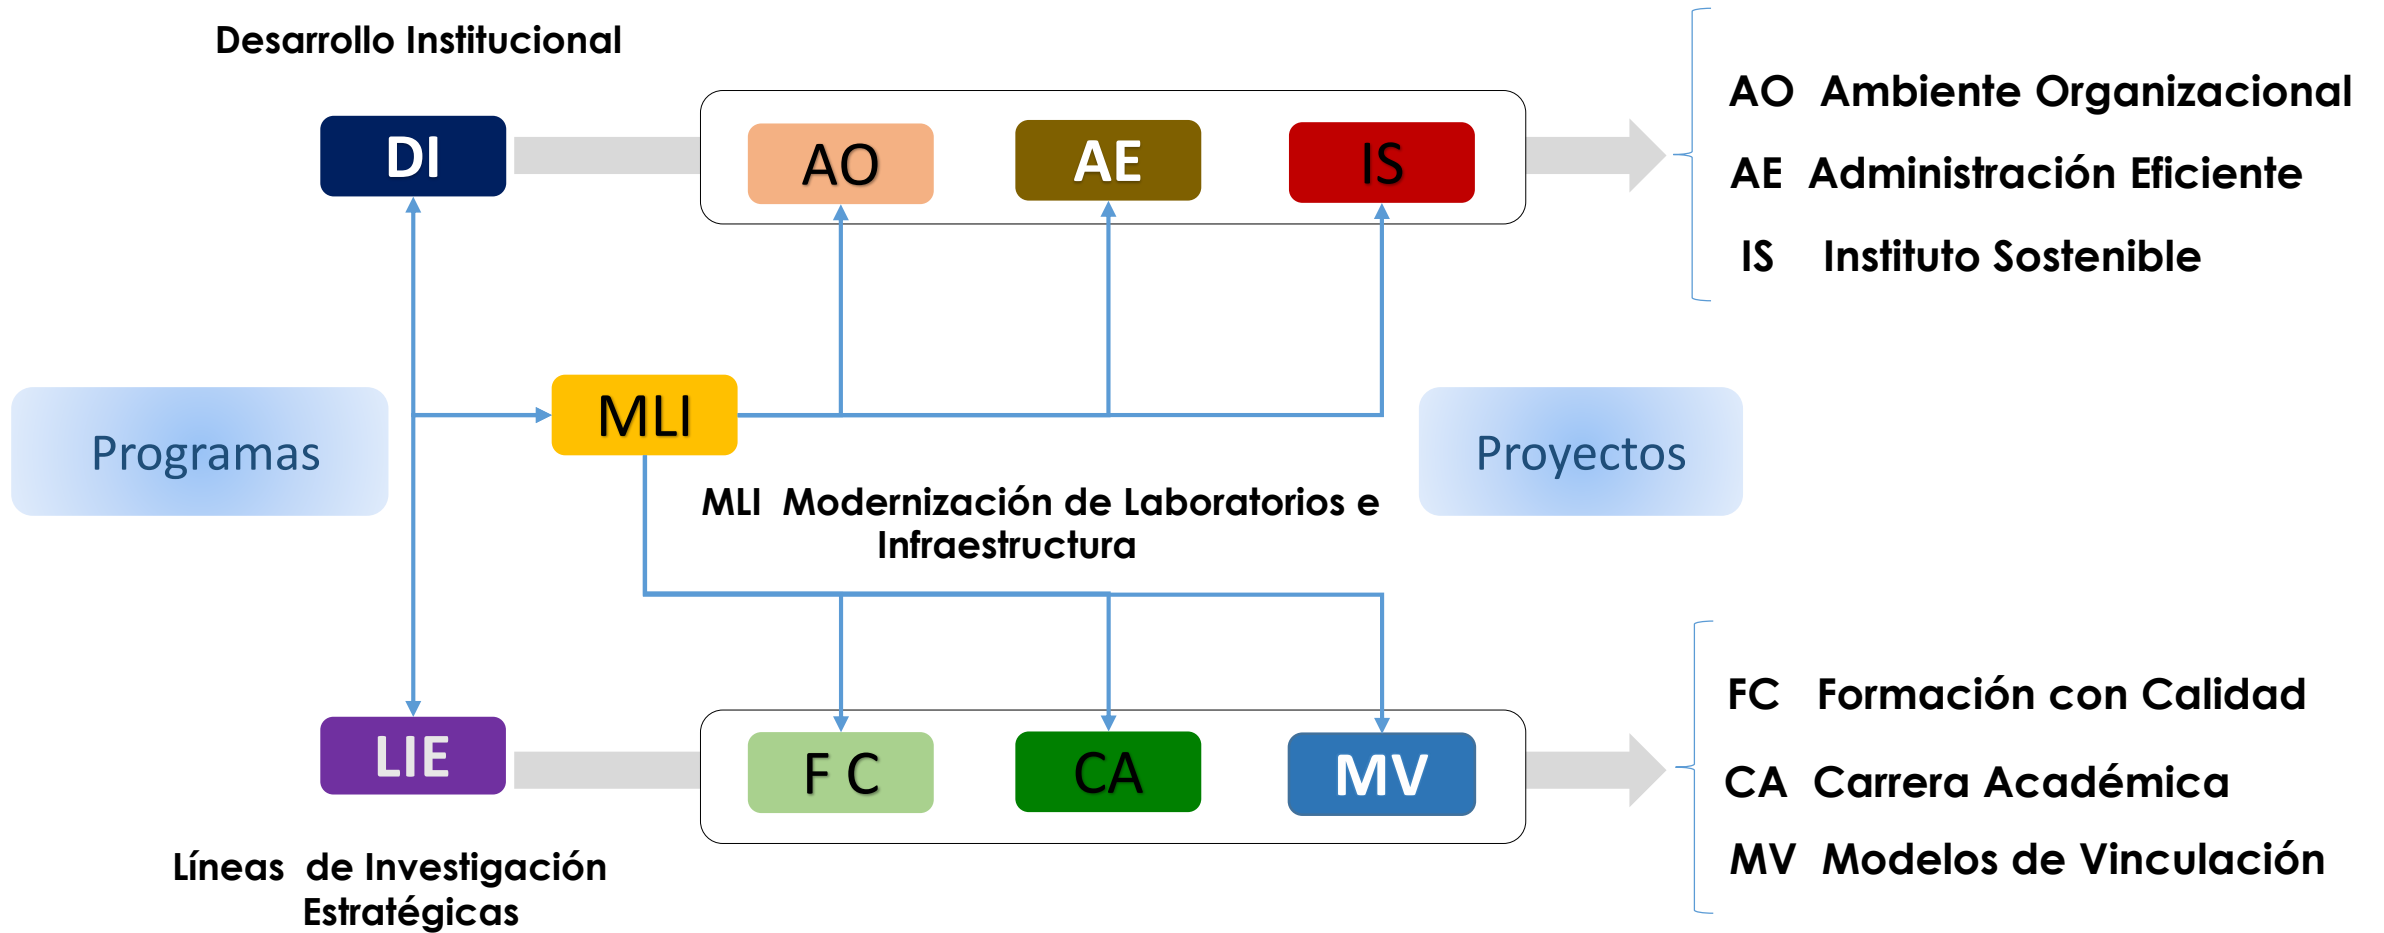 Desarrollo Institucional
DI
AO
AE
IS
AO Ambiente Organizacional
AE Administración Eficiente
IS Instituto Sostenible
Programas
MLI
Proyectos
MLI Modernización de Laboratorios e
Infraestructura
LIE
F C
CA
MV
FC Formación con Calidad
CA Carrera Académica
MV Modelos de Vinculación
Líneas de Investigación
Estratégicas